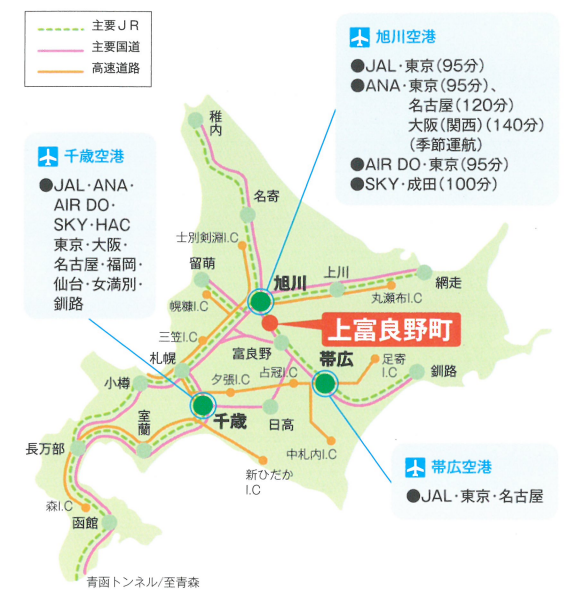 主要JR
主要国道
高速道路
旭川空港
●JAL・東京(95分)
●ANA・東京(95分)、
名古屋(120分)
大阪(関西)(140分)
(季節運航)
●AIR DO・東京(95分)
●SKY・成田(100分)
千歳空港
●JAL・ANA・
AIR DO・
SKY・HAC
東京・大阪・
名古屋・福岡・
仙台・女満別・
釧路
稚内
名寄
士別剣淵I.C
留萌
旭川
上川
網走
幌糠I.C
丸瀬布I.C
上富良野町
三笠I.C
富良野
札幌
帯広
足寄
I.C
占冠I.C
夕張I.C
釧路
小樽
室蘭
千歳
日高
長万部
中札内I.C
新ひだか
I.C
帯広空港
●JAL・東京・名古屋
森I.C
函館
青函トンネル/至青森